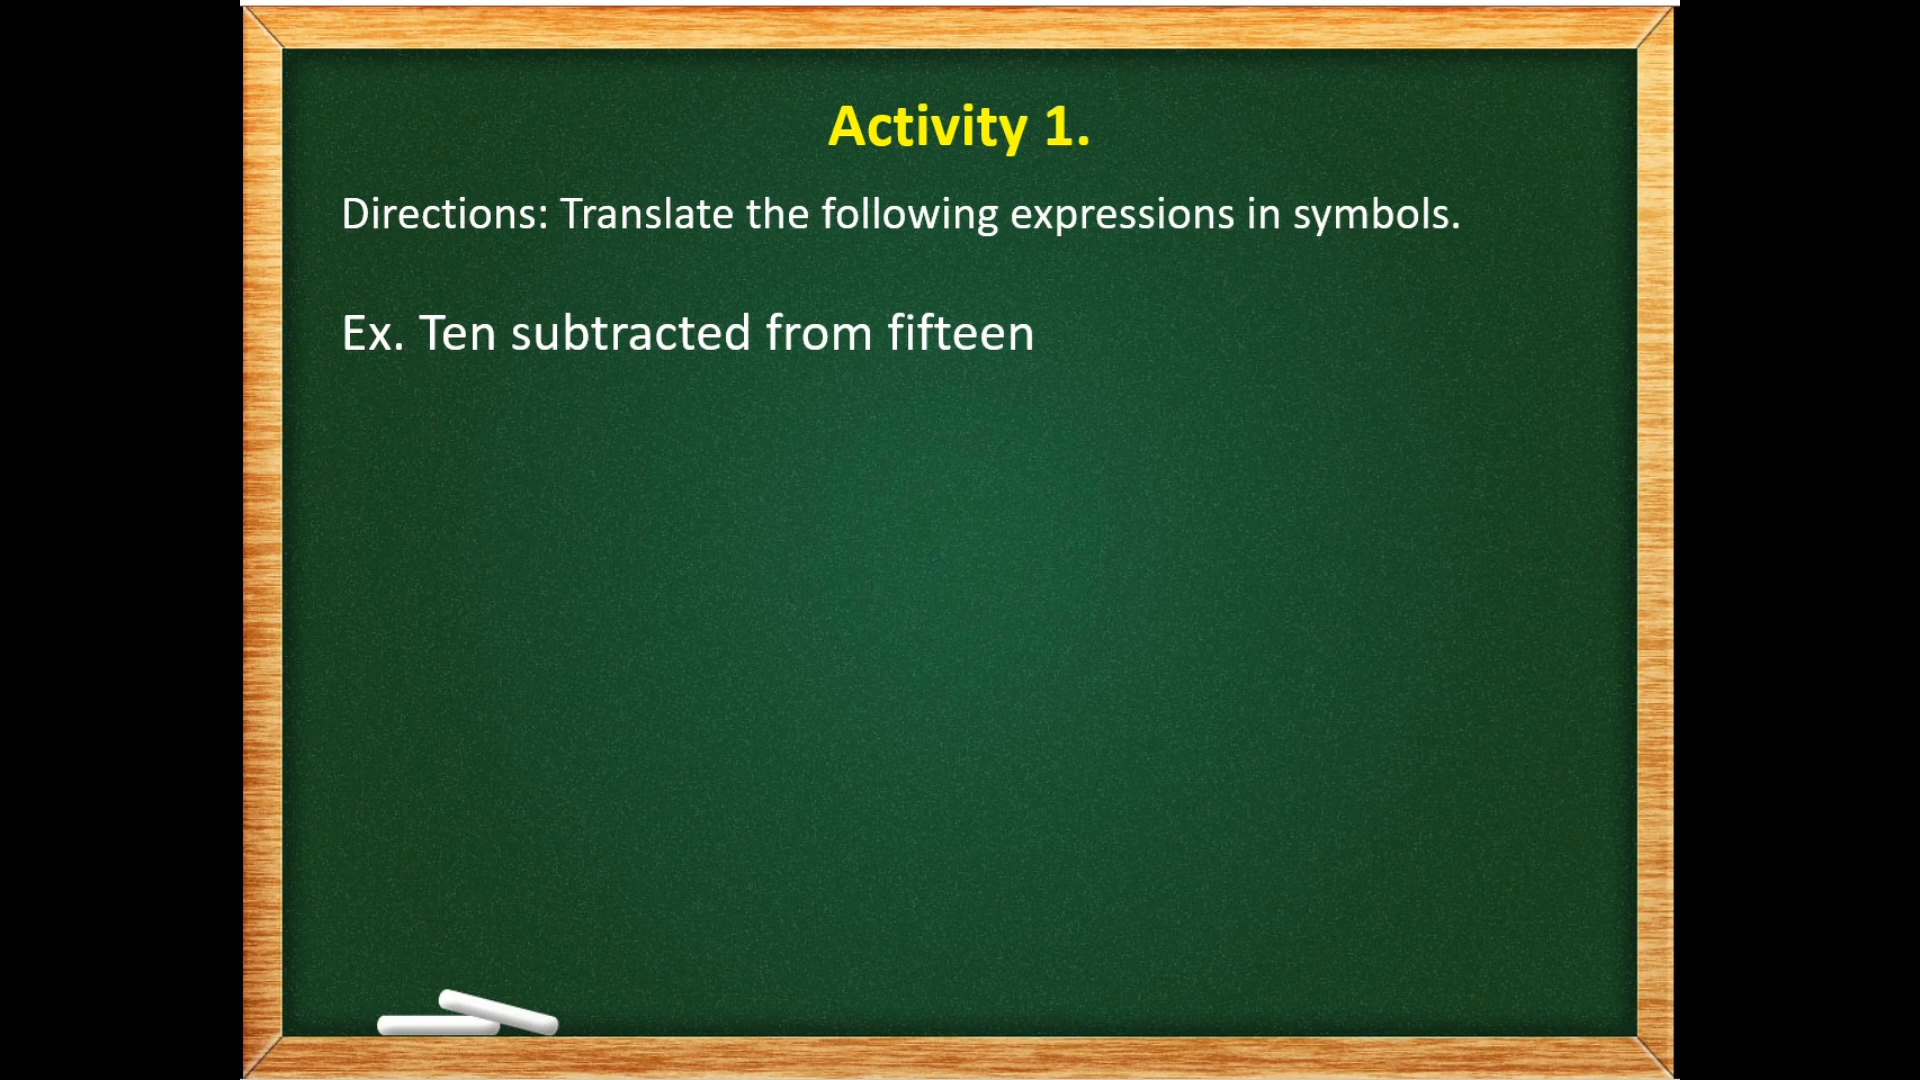 Activity 1.
Directions: Translate the following expressions in symbols.
Ex. Ten subtracted from fifteen